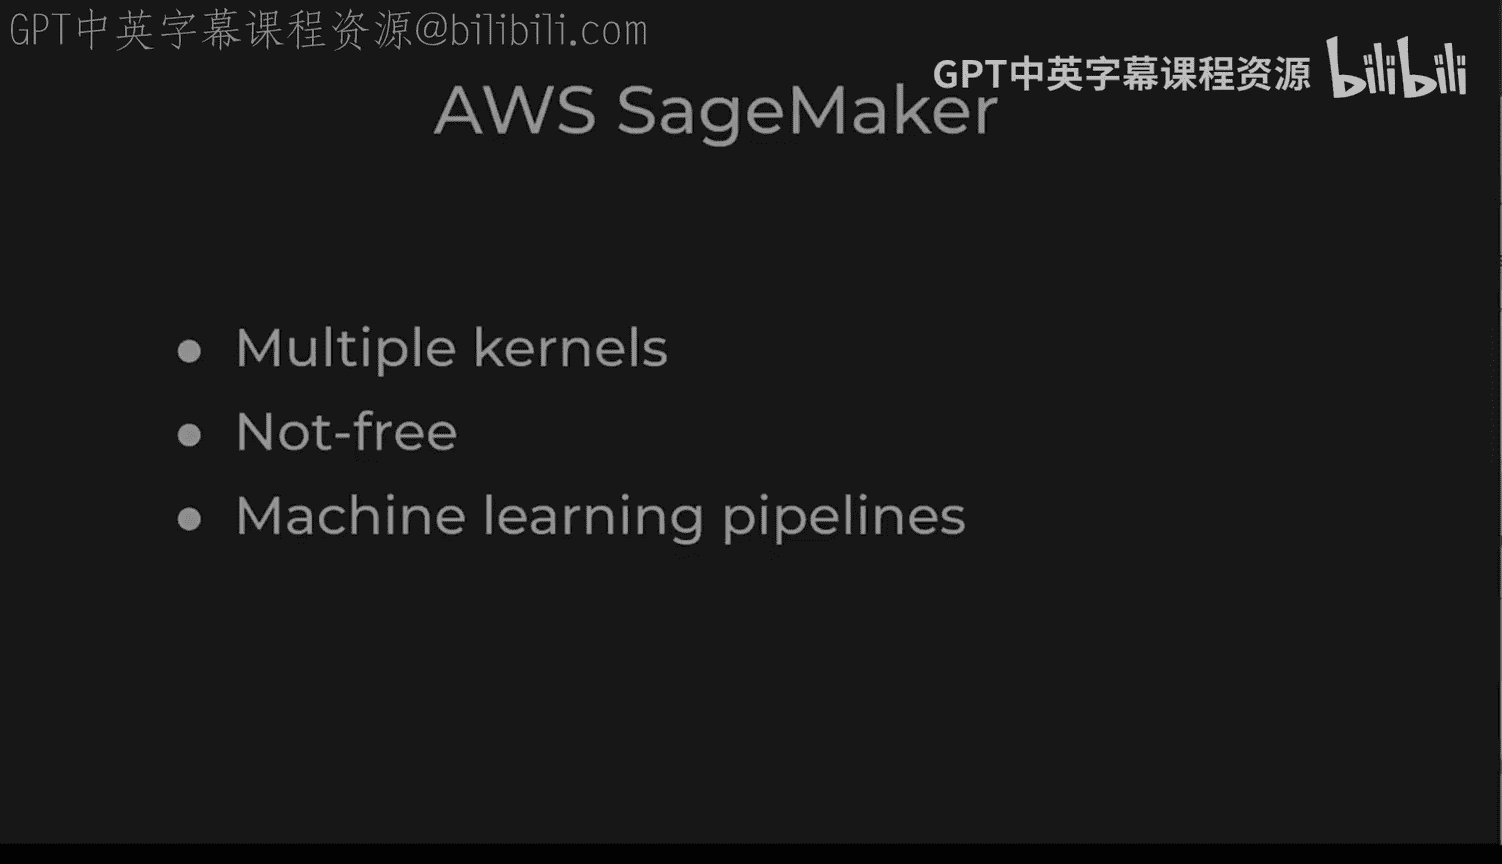 GPT中英字幕课程资源@bilibili.com
GPT中英字幕课程资源 bilibili
AWS SageMaker
● Multiple kernels
● Not-free
● Machine learning pipelines